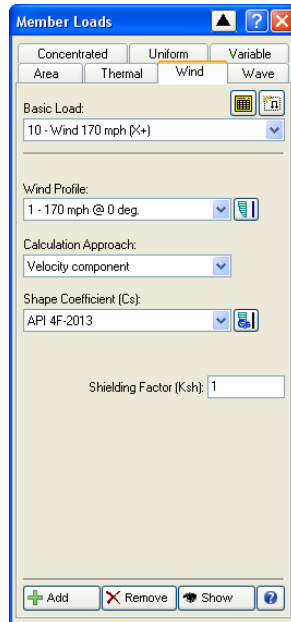 Member Loads
Concentrated Uniform Variable
Area Thermal Wind Wave
Basic Load:
10 - Wind 170 mph (X+)
Wind Profile:
1 - 170 mph @ 0 deg.
Calculation Approach:
Velocity component
Shape Coefficient (Cs):
API 4F-2013
Shielding Factor (Ksh): 1
Add Remove Show